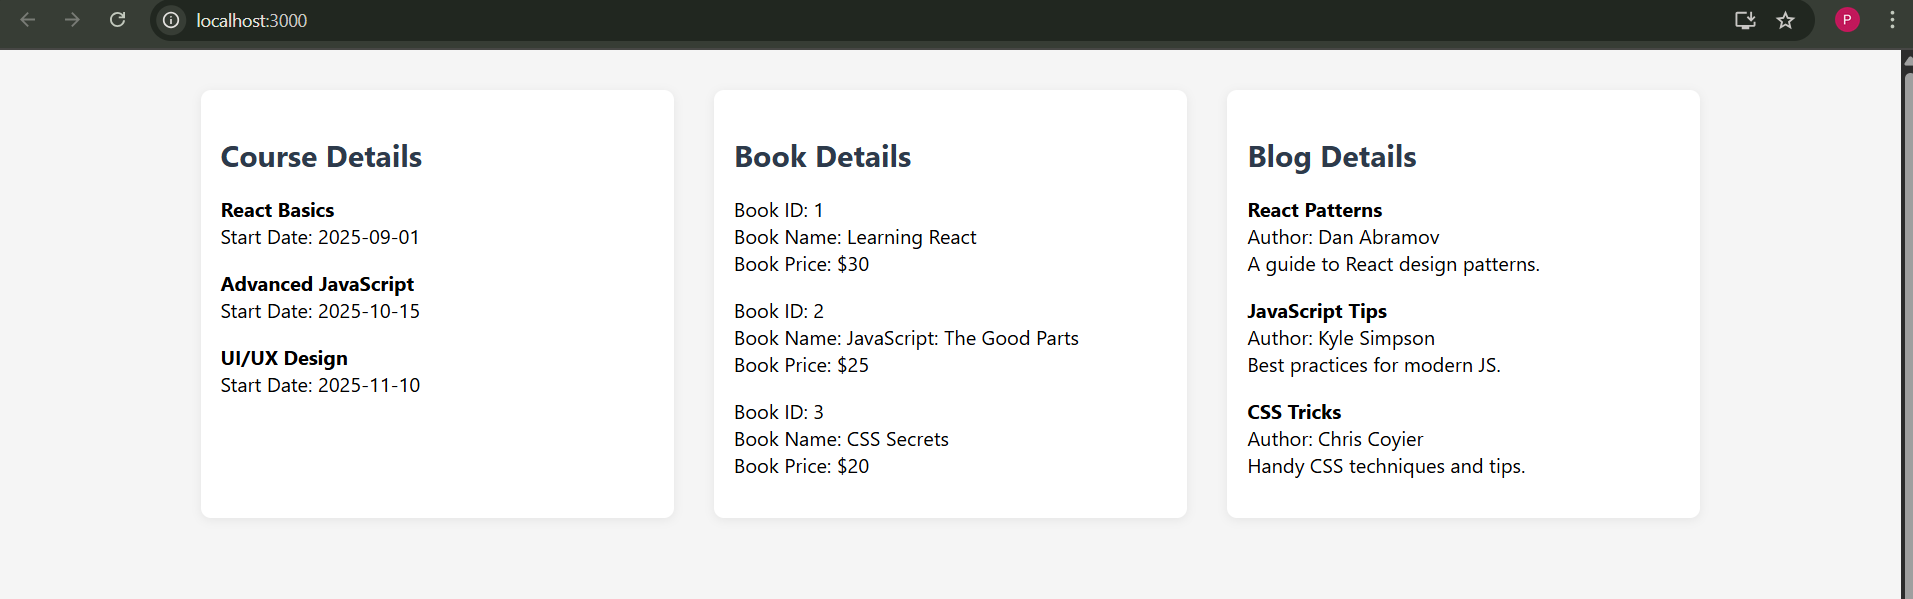 localhost:3000
P
Course Details
React Basics
Start Date: 2025-09-01
Advanced JavaScript
Start Date: 2025-10-15
UI/UX Design
Start Date: 2025-11-10
Book Details
Book ID: 1
Book Name: Learning React
Book Price: $30
Book ID: 2
Book Name: JavaScript: The Good Parts
Book Price: $25
Book ID: 3
Book Name: CSS Secrets
Book Price: $20
Blog Details
React Patterns
Author: Dan Abramov
A guide to React design patterns.
JavaScript Tips
Author: Kyle Simpson
Best practices for modern JS.
CSS Tricks
Author: Chris Coyier
Handy CSS techniques and tips.